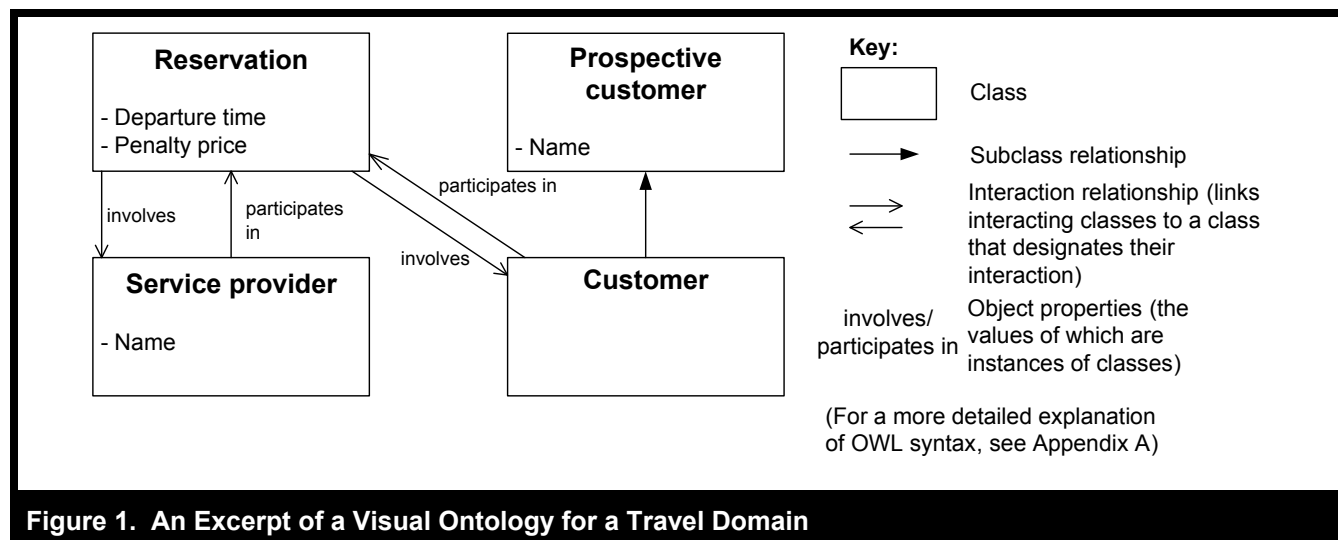 Reservation
- Departure time
- Penalty price
Prospective
customer
- Name
participates in
involves
participates
in
involves
Service provider
- Name
Customer
Key:
Class
Subclass relationship
Interaction relationship (links
interacting classes to a class
that designates their
interaction)
involves/
participates in
Object properties (the
values of which are
instances of classes)
(For a more detailed explanation
of OWL syntax, see Appendix A)
Figure 1. An Excerpt of a Visual Ontology for a Travel Domain